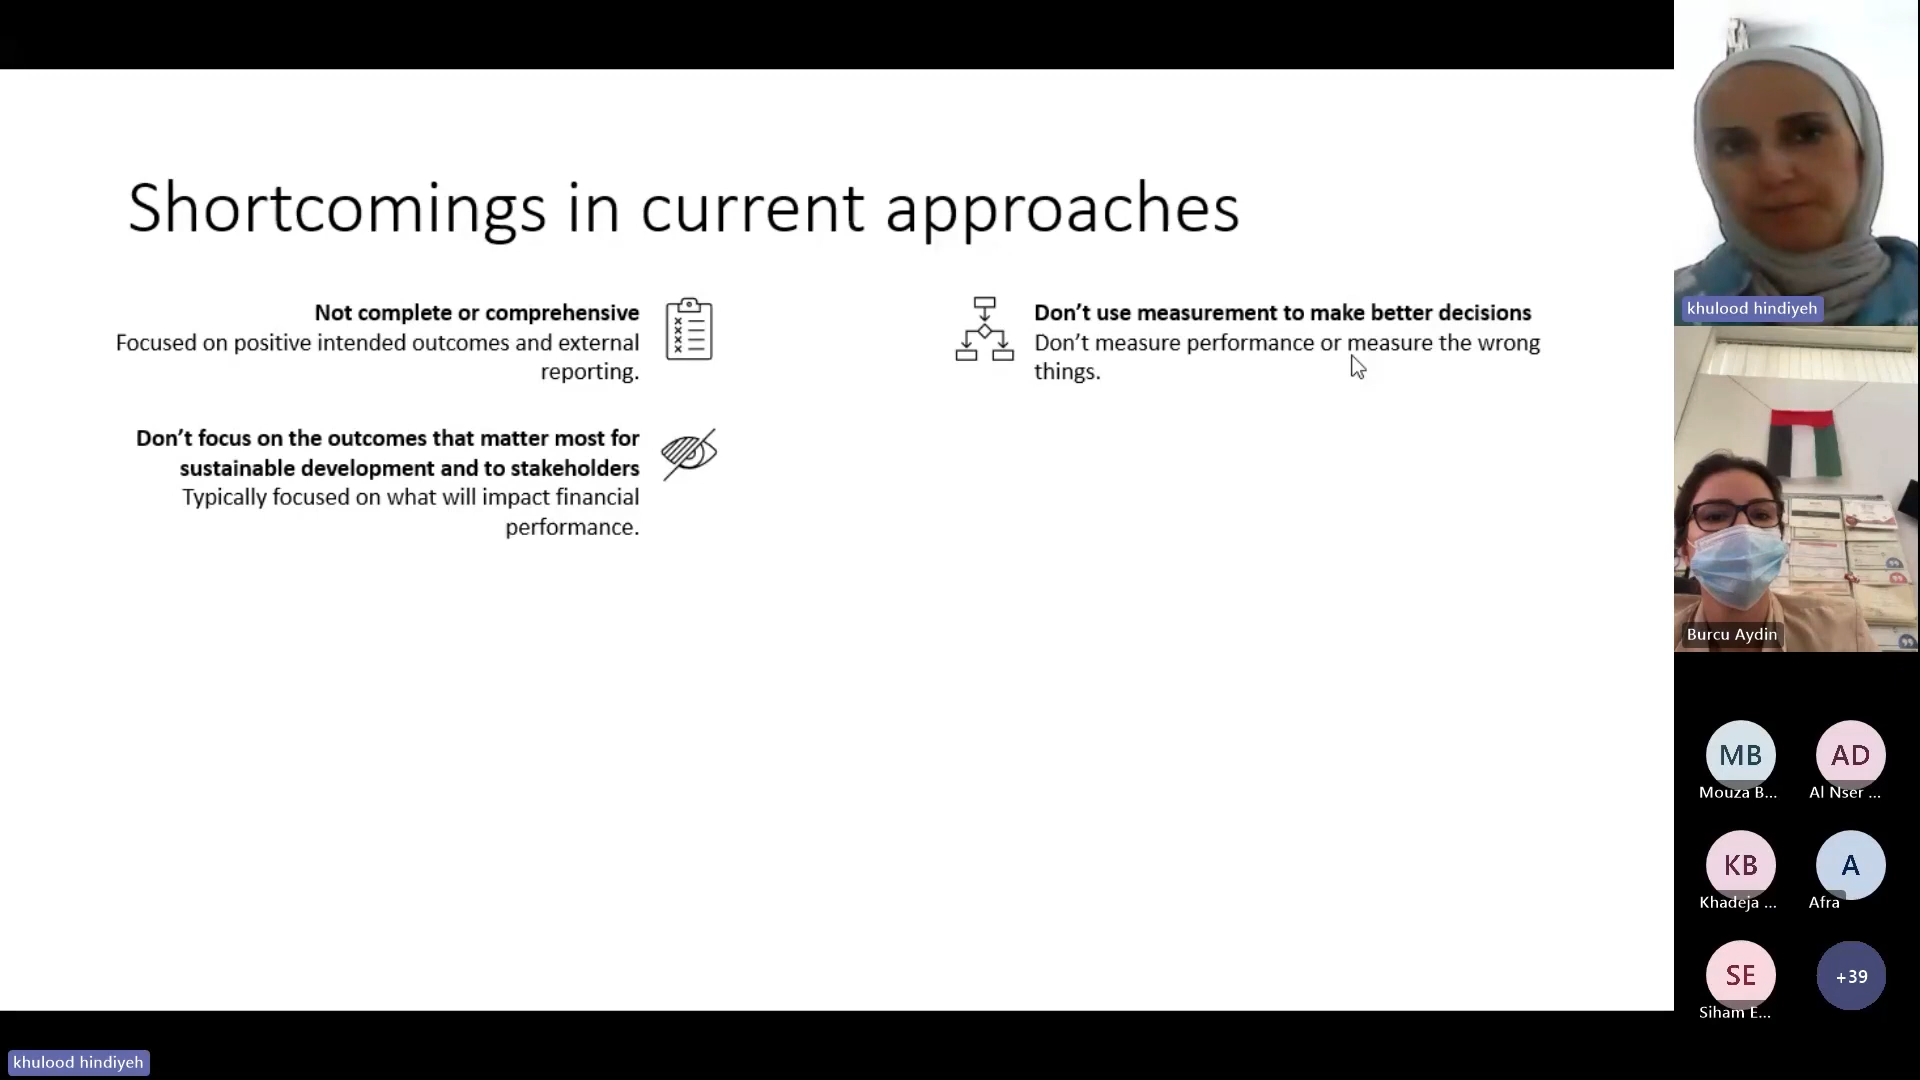 Shortcomings in current approaches
Not complete or comprehensive
Focused on positive intended outcomes and external
reporting.
Don’t focus on the outcomes that matter most for
sustainable development and to stakeholders
Typically focused on what will impact financial
performance.
Don’t use measurement to make better decisions
Don’t measure performance or measure the wrong
things.
khulood hindiyeh
Burcu Aydin
MB
Mouza B...
AD
Al Nser ...
KB
Khadeja ...
A
Afra
SE
Siham E...
+39
khulood hindiyeh